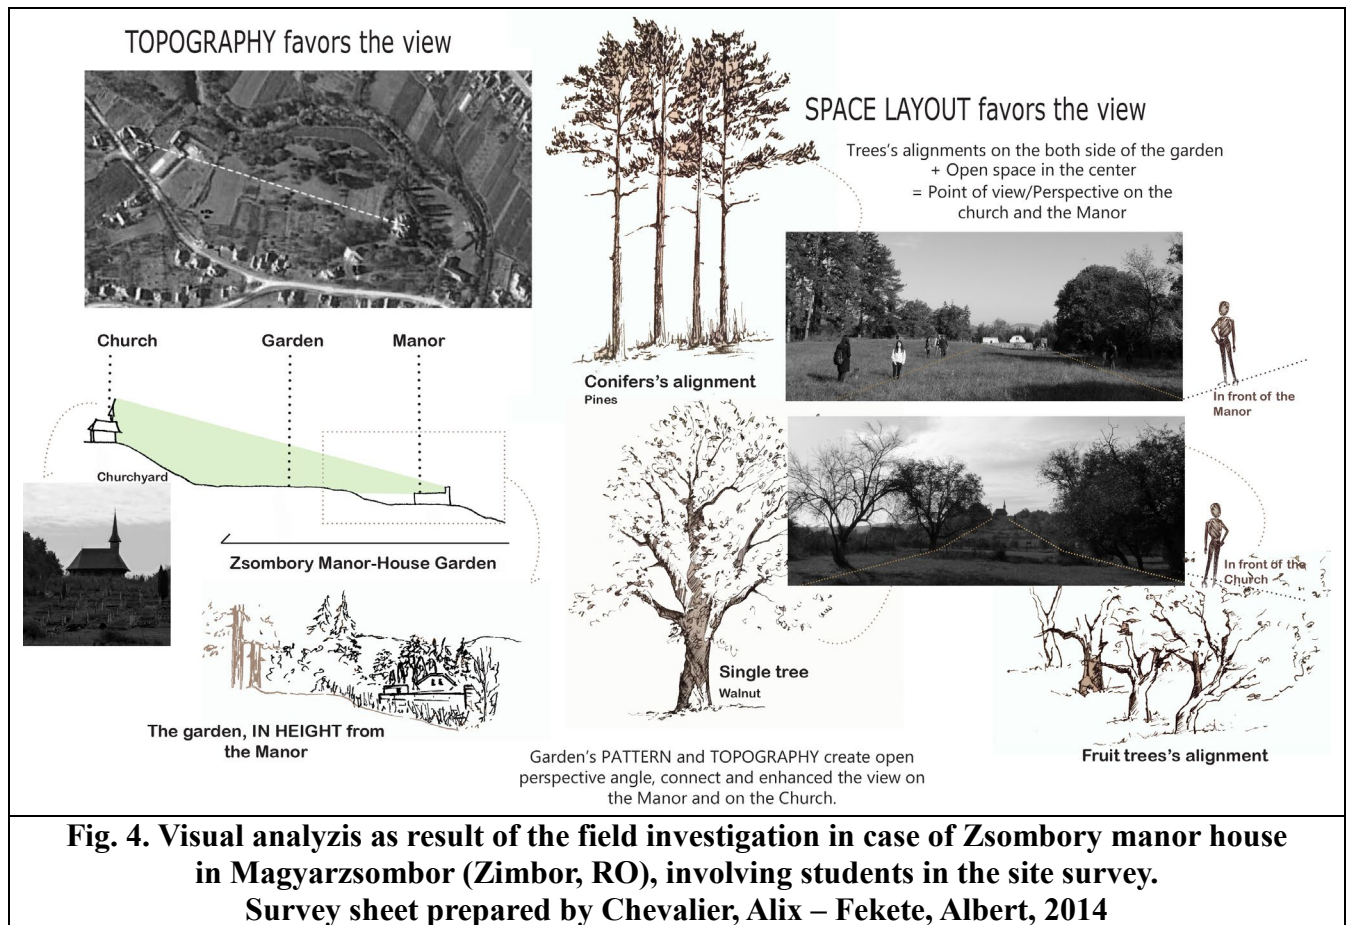 TOPOGRAPHY favors the view
Church
Garden
Manor
Churchyard
Zsombory Manor-House Garden
The garden, IN HEIGHT from
the Manor
Conifers's alignment
Pines
Single tree
Walnut
Garden's PATTERN and TOPOGRAPHY create open
perspective angle, connect and enhanced the view on
the Manor and on the Church.
SPACE LAYOUT favors the view
Trees's alignments on the both side of the garden
+ Open space in the center
= Point of view/Perspective on the
church and the Manor
In front of the
Manor
In front of the
Church
Fruit trees's alignment
Fig. 4. Visual analyzis as result of the field investigation in case of Zsombory manor house
in Magyarzsombor (Zimbor, RO), involving students in the site survey.
Survey sheet prepared by Chevalier, Alix – Fekete, Albert, 2014